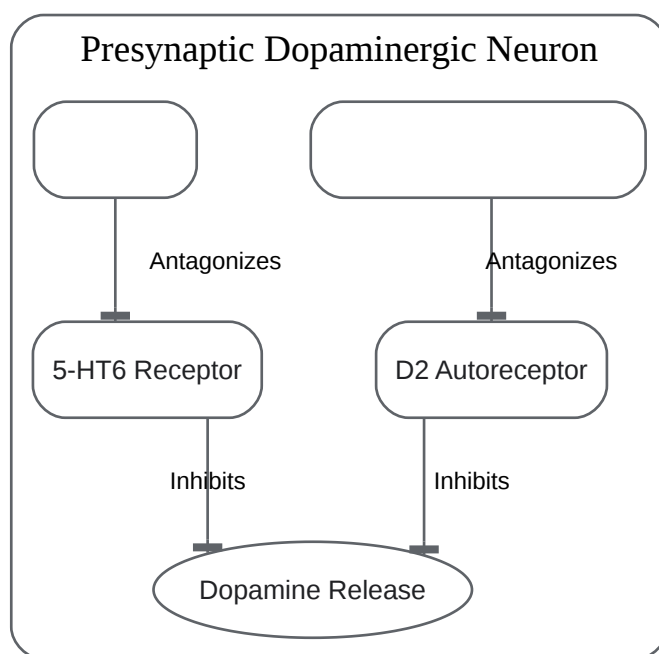 Presynaptic Dopaminergic Neuron
Antagonizes
Antagonizes
5-HT6 Receptor
D2 Autoreceptor
Inhibits
Inhibits
Dopamine Release